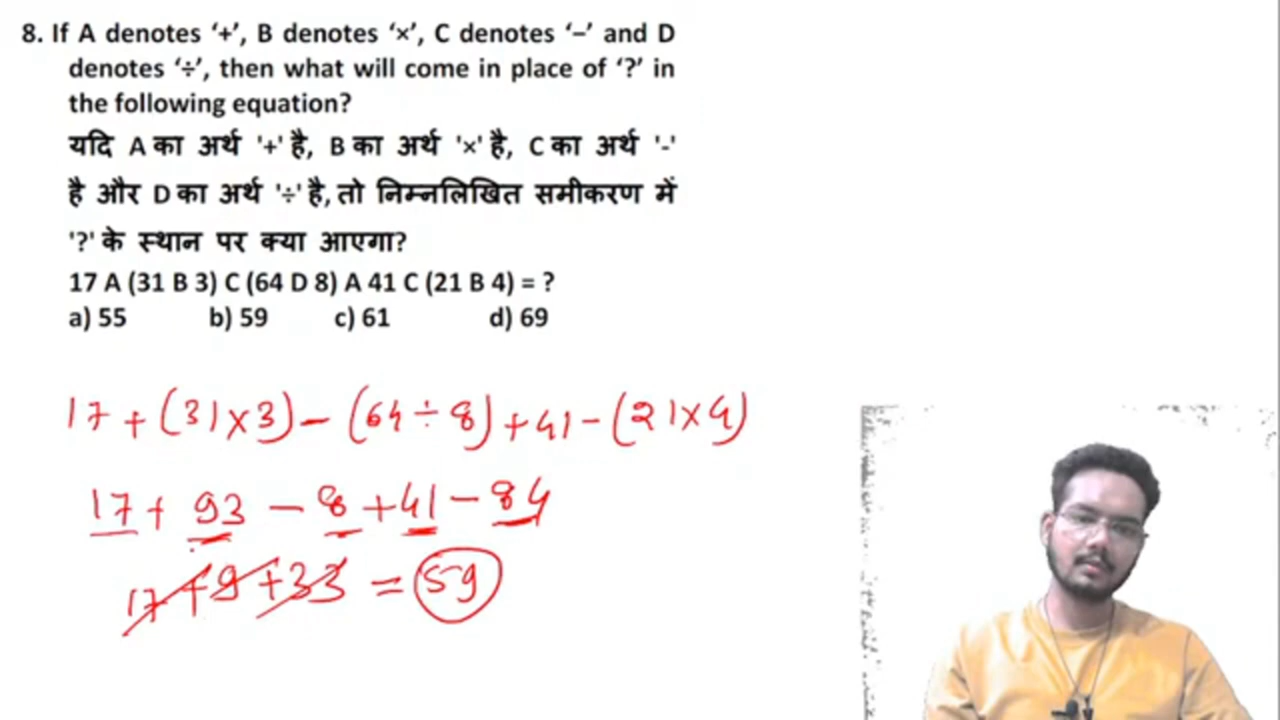 8. If A denotes ‘+’, B denotes ‘×’, C denotes ‘–’ and D
denotes ‘÷’, then what will come in place of ‘?’ in
the following equation?
यदि A का अर्थ '+' है, B का अर्थ '×' है, C का अर्थ '-'
है और D का अर्थ '÷' है, तो निम्नलिखित समीकरण में
'?' के स्थान पर क्या आएगा?
17 A (31 B 3) C (64 D 8) A 41 C (21 B 4) = ?
a) 55 b) 59 c) 61 d) 69
17 + (31 × 3) – (64 ÷ 8) + 41 – (21 × 4)
17 + 93 – 8 + 41 – 84
17 + 9 + 33 = 59